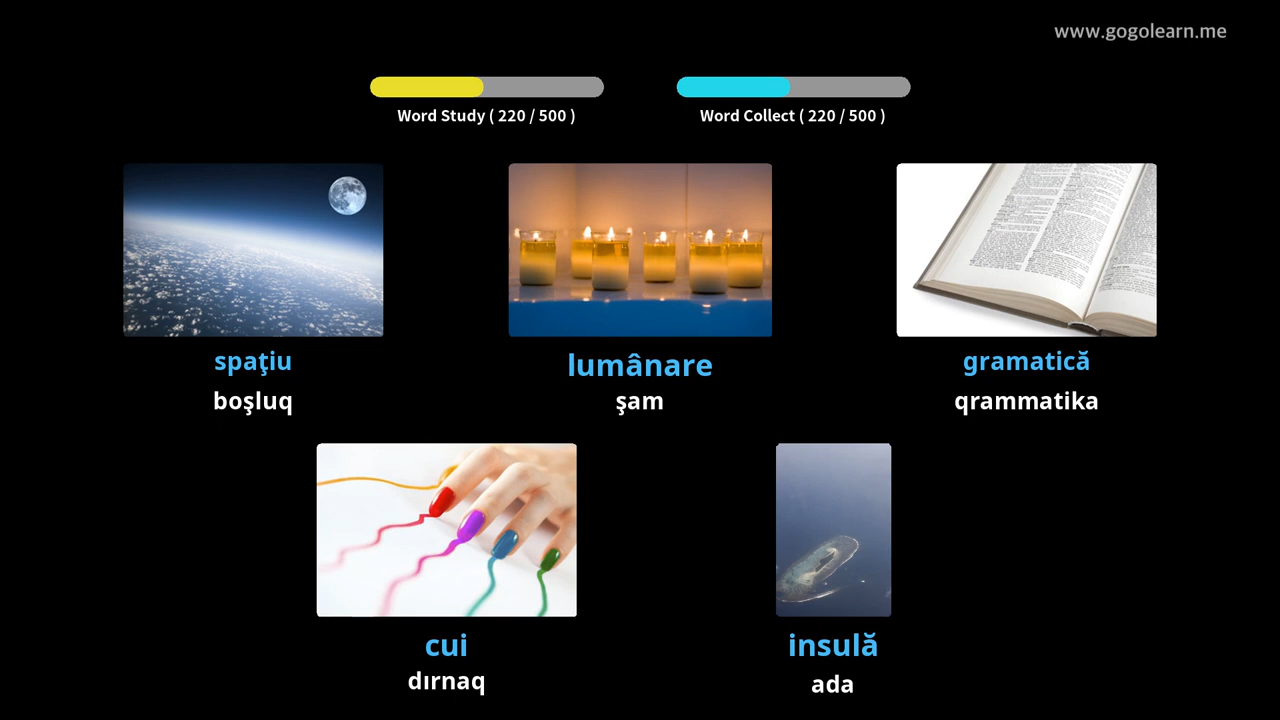 www.gogolearn.me
Word Study ( 220 / 500 )
Word Collect ( 220 / 500 )
spaţiu
boşluq
lumânare
şam
gramatică
qrammatika
cui
dırnaq
insulă
ada